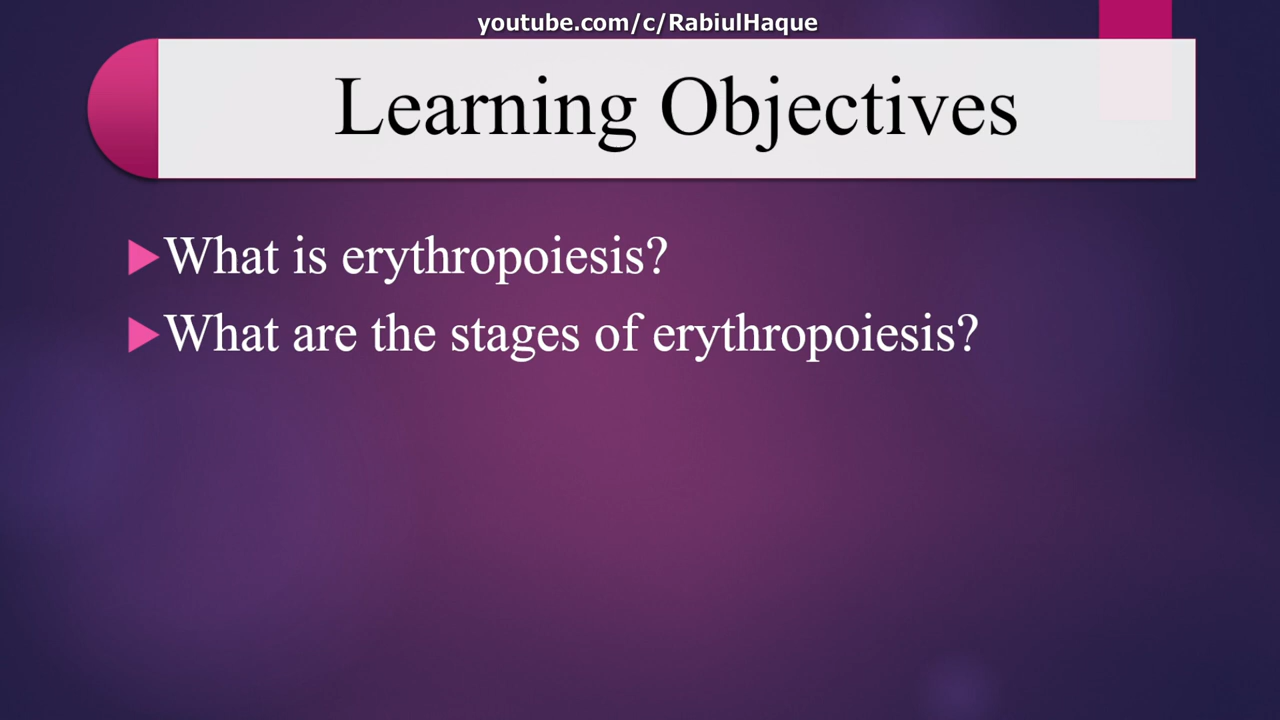 youtube.com/c/RabiulHaque
Learning Objectives
What is erythropoiesis?
What are the stages of erythropoiesis?